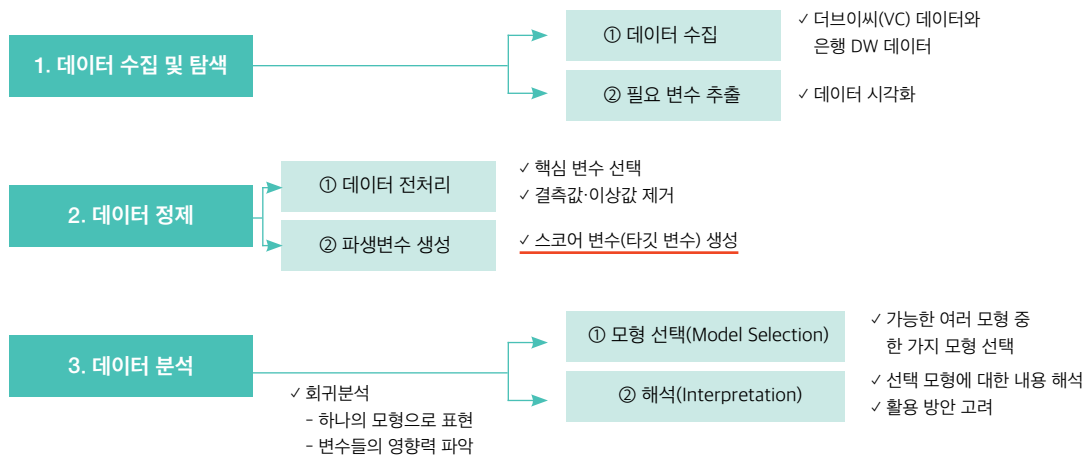 1. 데이터 수집 및 탐색
① 데이터 수집
✓ 더브이씨(VC) 데이터와
은행 DW 데이터
② 필요 변수 추출
✓ 데이터 시각화
2. 데이터 정제
① 데이터 전처리
✓ 핵심 변수 선택
✓ 결측값·이상값 제거
② 파생변수 생성
✓ 스코어 변수(타깃 변수) 생성
3. 데이터 분석
✓ 회귀분석
- 하나의 모형으로 표현
- 변수들의 영향력 파악
① 모형 선택(Model Selection)
✓ 가능한 여러 모형 중
한 가지 모형 선택
② 해석(Interpretation)
✓ 선택 모형에 대한 내용 해석
✓ 활용 방안 고려